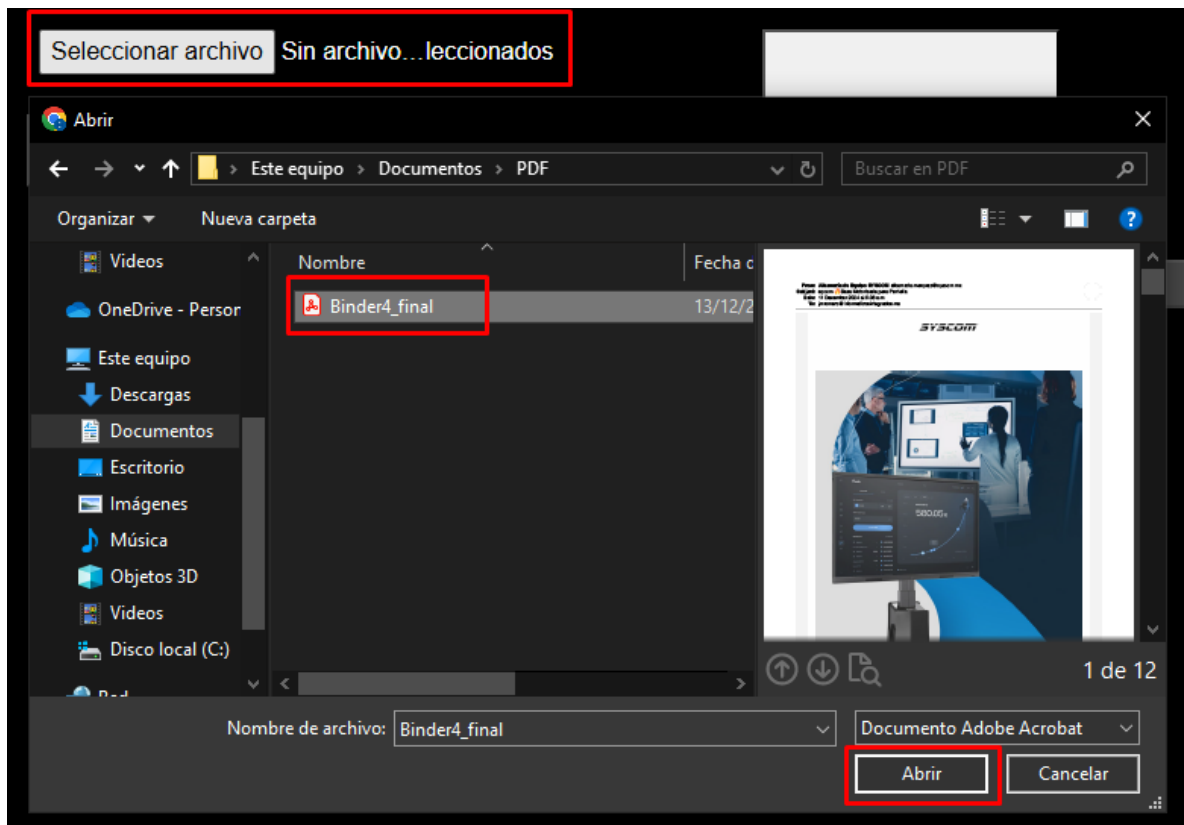 Seleccionar archivo Sin archivo...leccionados
Abrir
Este equipo > Documentos > PDF
Buscar en PDF
Organizar
Nueva carpeta
Videos
OneDrive - Person
Este equipo
Descargas
Documentos
Escritorio
Imágenes
Música
Objetos 3D
Videos
Disco local (C:)
Nombre
Fecha
Binder4_final
13/12/2
SYSCOM
1 de 12
Nombre de archivo: Binder4_final
Documento Adobe Acrobat
Abrir
Cancelar